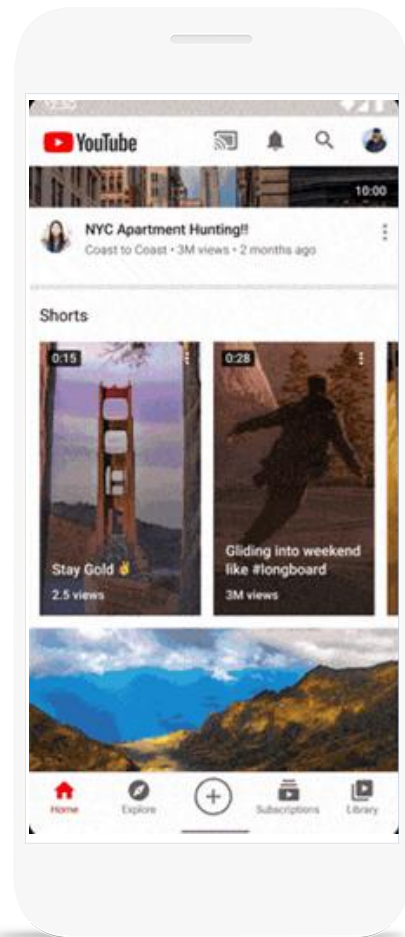 YouTube
10:00
NYC Apartment Hunting!!
Coast to Coast • 3M views • 2 months ago
Shorts
0:15
0:28
Stay Gold ✌
2.5 views
Gliding into weekend
like #longboard
3M views
Home
Explore
Subscriptions
Library